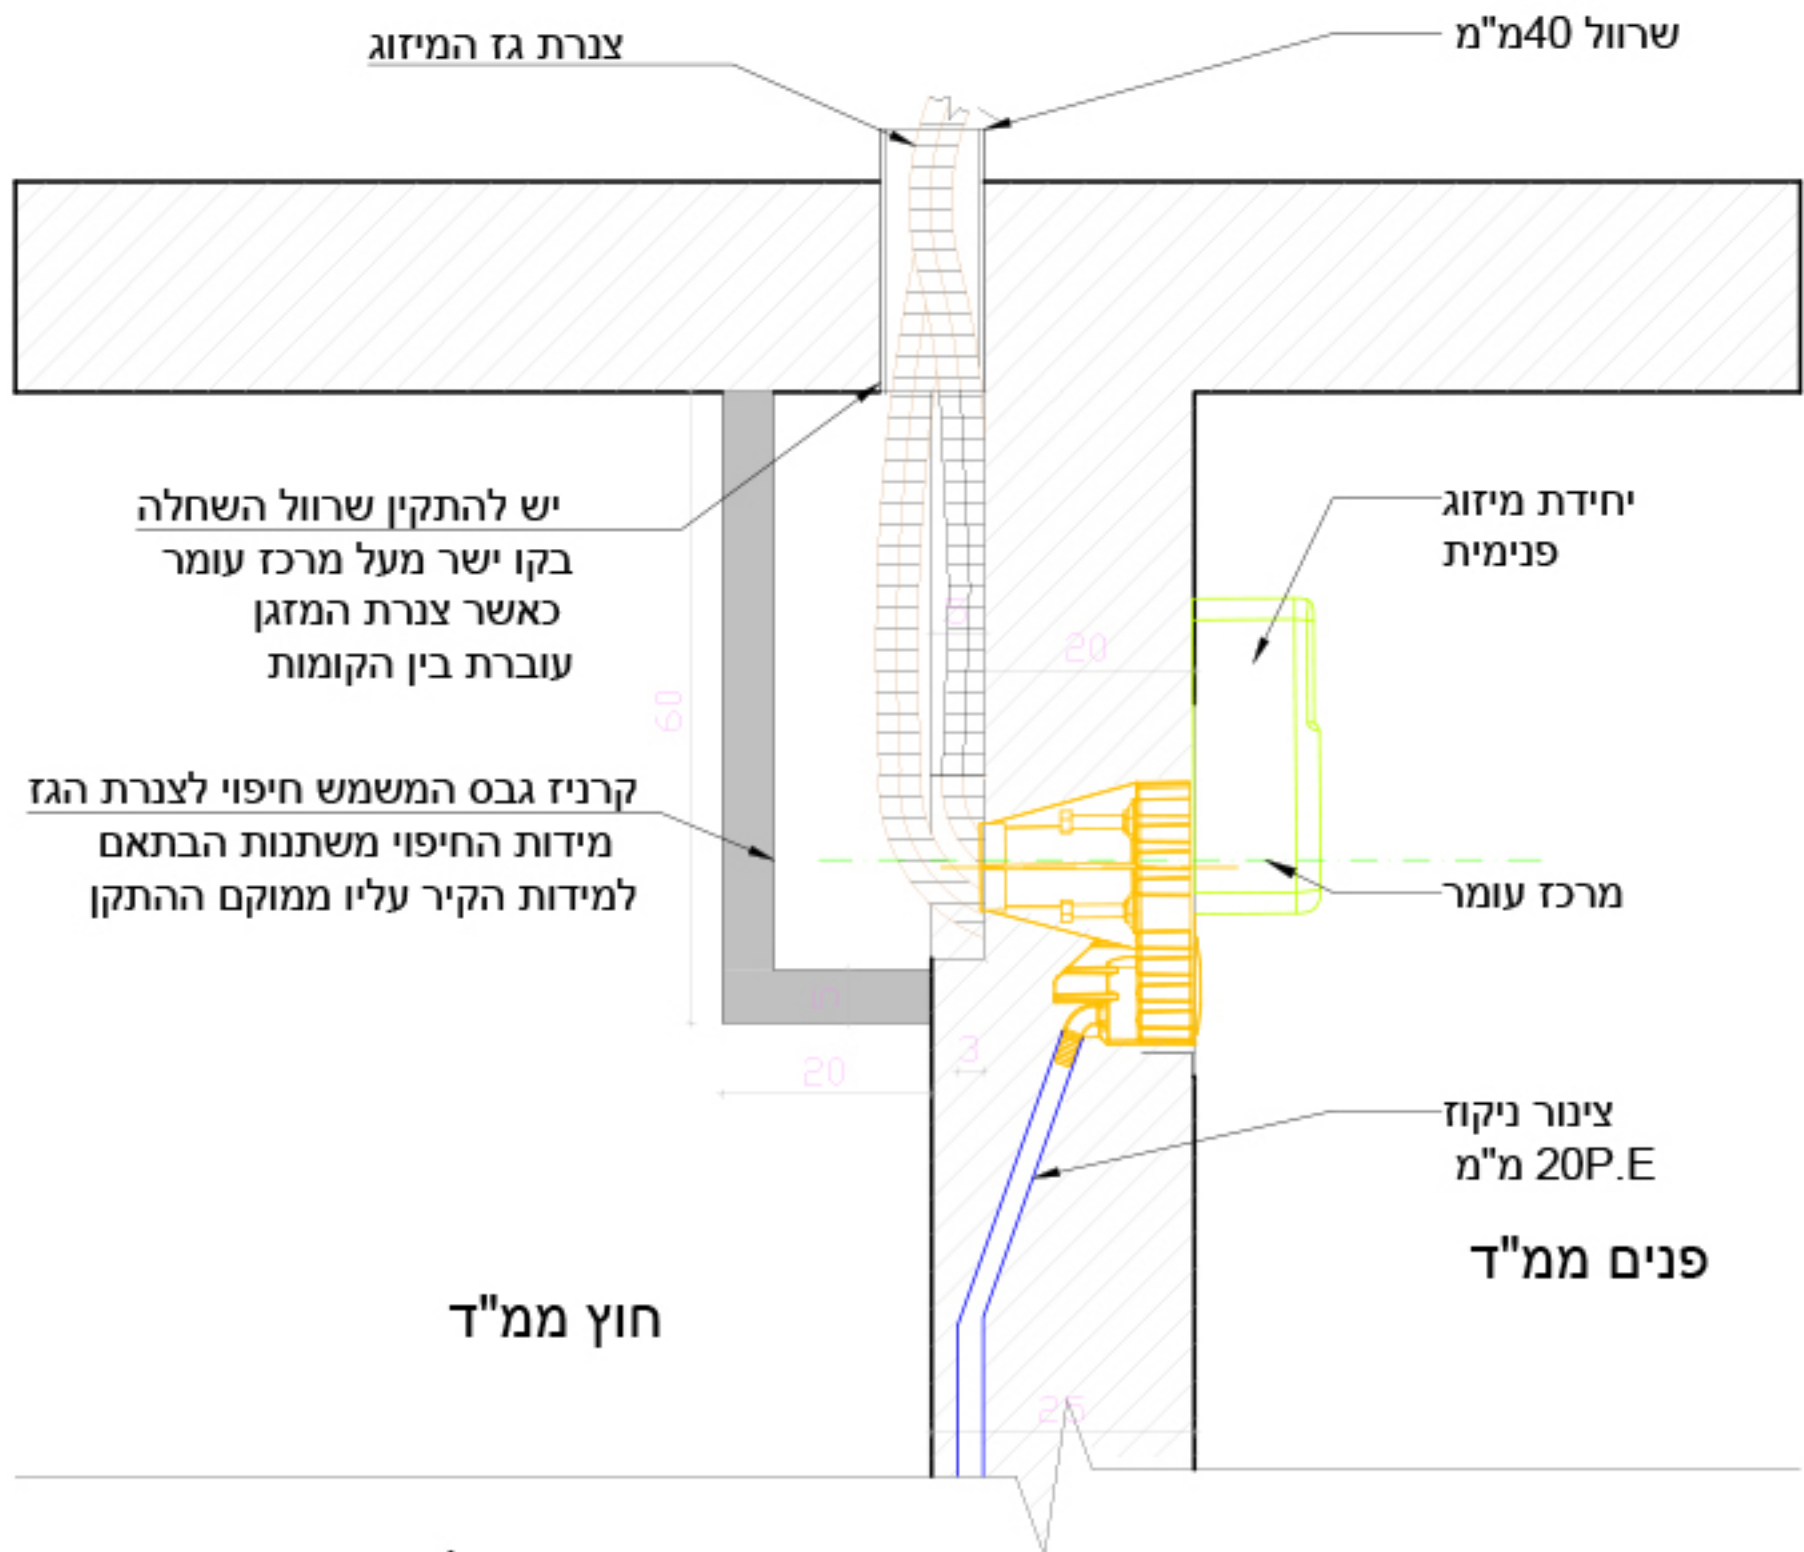 צנרת גז המיזוג
שרוול 40מ"מ
יש להתקין שרוול השחלה
בקו ישר מעל מרכז עומר
כאשר צנרת המזגן
עוברת בין הקומות
יחידת מיזוג
פנימית
5
20
60
קרניז גבס המשמש חיפוי לצנרת הגז
מידות החיפוי משתנות הבתאם
למידות הקיר עליו ממוקם ההתקן
מרכז עומר
5
3
20
צינור ניקוז
20P.E מ"מ
פנים ממ"ד
חוץ ממ"ד
25